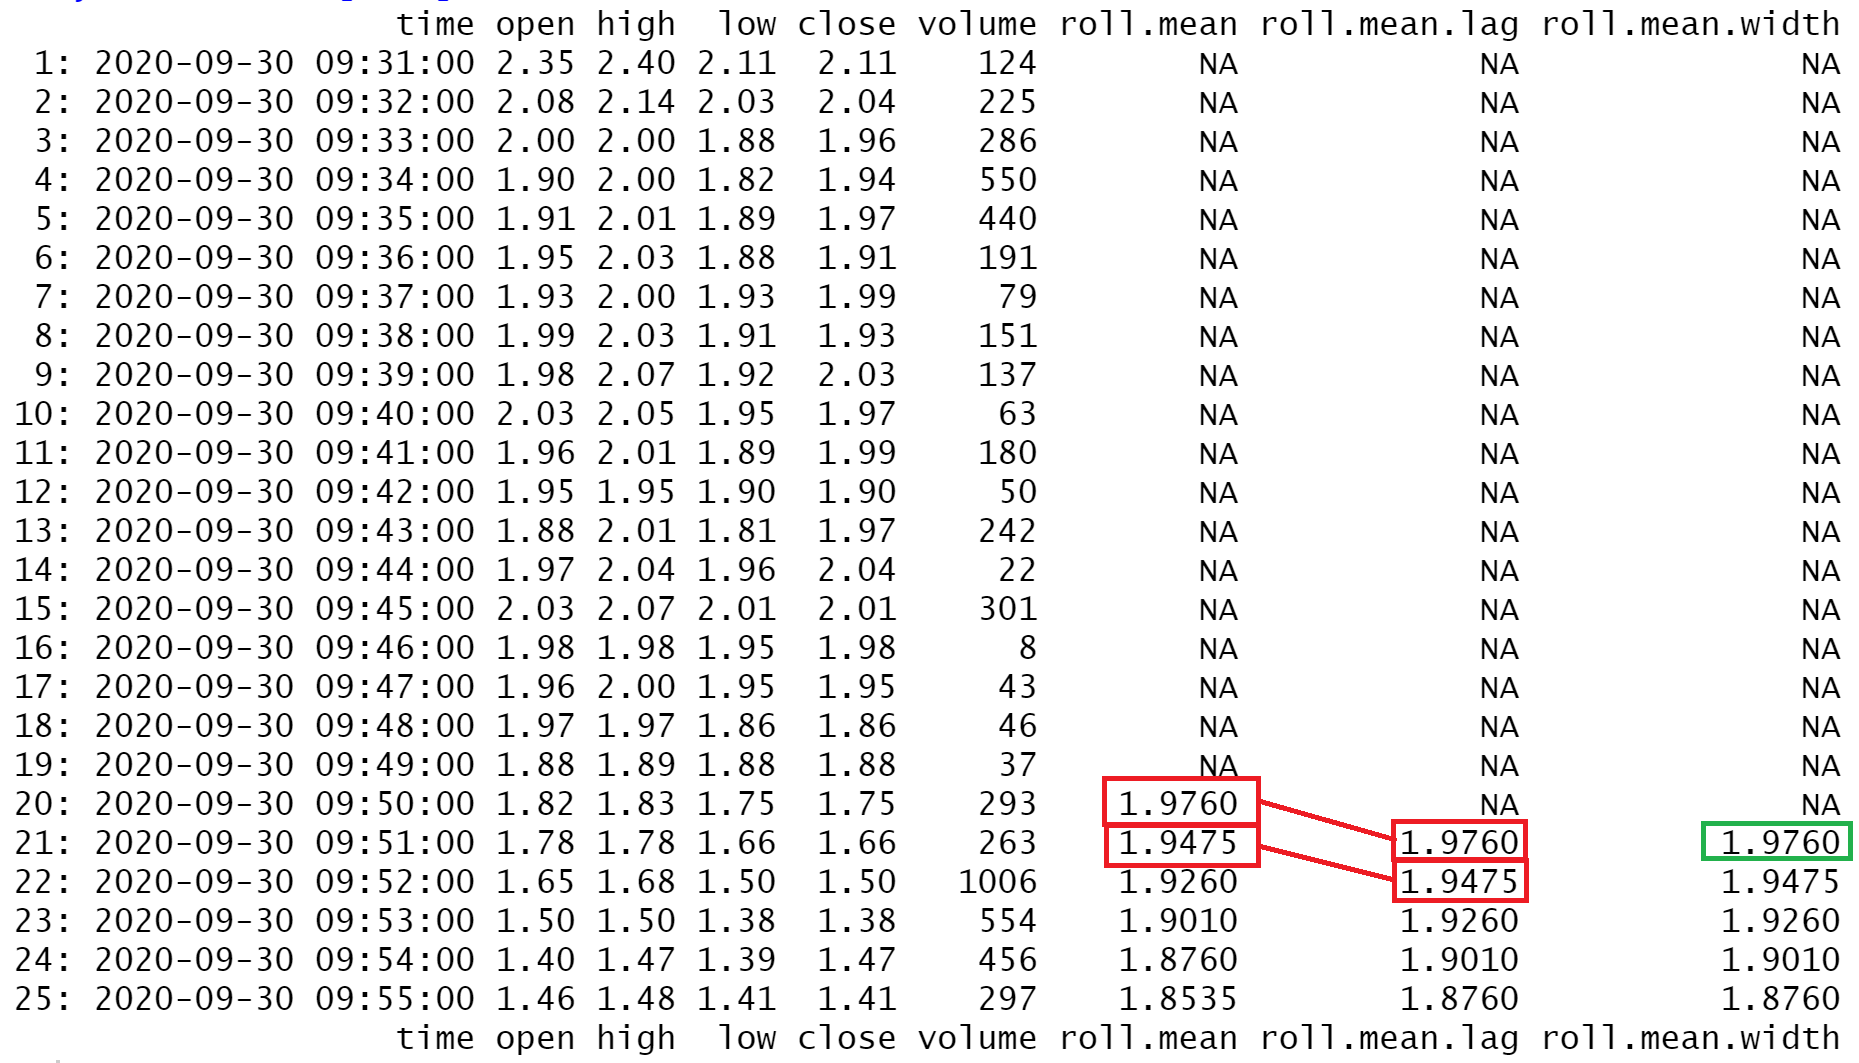 time open high low close volume roll.mean roll.mean.lag roll.mean.width
1: 2020-09-30 09:31:00 2.35 2.40 2.11 2.11 124 NA NA NA
2: 2020-09-30 09:32:00 2.08 2.14 2.03 2.04 225 NA NA NA
3: 2020-09-30 09:33:00 2.00 2.00 1.88 1.96 286 NA NA NA
4: 2020-09-30 09:34:00 1.90 2.00 1.82 1.94 550 NA NA NA
5: 2020-09-30 09:35:00 1.91 2.01 1.89 1.97 440 NA NA NA
6: 2020-09-30 09:36:00 1.95 2.03 1.88 1.91 191 NA NA NA
7: 2020-09-30 09:37:00 1.93 2.00 1.93 1.99 79 NA NA NA
8: 2020-09-30 09:38:00 1.99 2.03 1.91 1.93 151 NA NA NA
9: 2020-09-30 09:39:00 1.98 2.07 1.92 2.03 137 NA NA NA
10: 2020-09-30 09:40:00 2.03 2.05 1.95 1.97 63 NA NA NA
11: 2020-09-30 09:41:00 1.96 2.01 1.89 1.99 180 NA NA NA
12: 2020-09-30 09:42:00 1.95 1.95 1.90 1.90 50 NA NA NA
13: 2020-09-30 09:43:00 1.88 2.01 1.81 1.97 242 NA NA NA
14: 2020-09-30 09:44:00 1.97 2.04 1.96 2.04 22 NA NA NA
15: 2020-09-30 09:45:00 2.03 2.07 2.01 2.01 301 NA NA NA
16: 2020-09-30 09:46:00 1.98 1.98 1.95 1.98 8 NA NA NA
17: 2020-09-30 09:47:00 1.96 2.00 1.95 1.95 43 NA NA NA
18: 2020-09-30 09:48:00 1.97 1.97 1.86 1.86 46 NA NA NA
19: 2020-09-30 09:49:00 1.88 1.89 1.88 1.88 37 NA NA NA
20: 2020-09-30 09:50:00 1.82 1.83 1.75 1.75 293 1.9760 NA NA
21: 2020-09-30 09:51:00 1.78 1.78 1.66 1.66 263 1.9475 1.9760 1.9760
22: 2020-09-30 09:52:00 1.65 1.68 1.50 1.50 1006 1.9260 1.9475 1.9475
23: 2020-09-30 09:53:00 1.50 1.50 1.38 1.38 554 1.9010 1.9260 1.9260
24: 2020-09-30 09:54:00 1.40 1.47 1.39 1.47 456 1.8760 1.9010 1.9010
25: 2020-09-30 09:55:00 1.46 1.48 1.41 1.41 297 1.8535 1.8760 1.8760
time open high low close volume roll.mean roll.mean.lag roll.mean.width